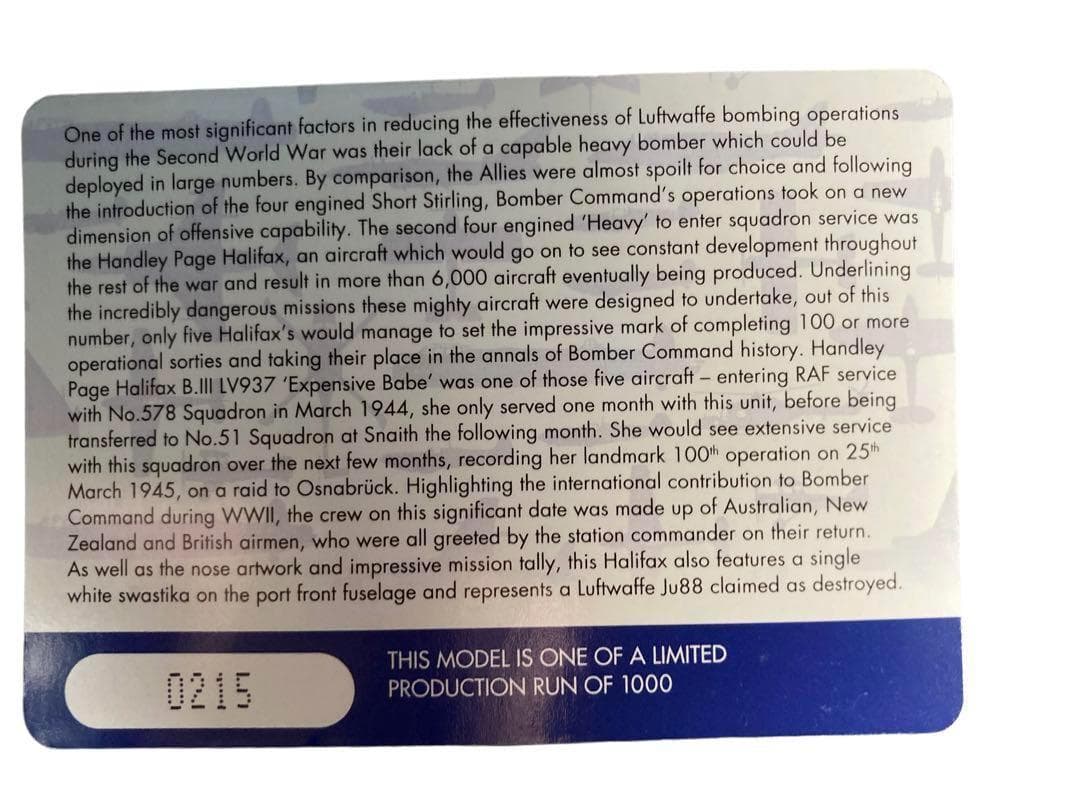 One of the most significant factors in reducing the effectiveness of Luftwaffe bombing operations
during the Second World War was their lack of a capable heavy bomber which could be
deployed in large numbers. By comparison, the Allies were almost spoilt for choice and following
the introduction of the four engined Short Stirling, Bomber Command's operations took on a new
dimension of offensive capability. The second four engined 'Heavy' to enter squadron service was
the Handley Page Halifax, an aircraft which would go on to see constant development throughout
the rest of the war and result in more than 6,000 aircraft eventually being produced. Underlining
the incredibly dangerous missions these mighty aircraft were designed to undertake, out of this
number, only five Halifax's would manage to set the impressive mark of completing 100 or more
operational sorties and taking their place in the annals of Bomber Command history. Handley
Page Halifax B.III LV937 'Expensive Babe' was one of those five aircraft – entering RAF service
with No.578 Squadron in March 1944, she only served one month with this unit, before being
transferred to No.51 Squadron at Snaith the following month. She would see extensive service
with this squadron over the next few months, recording her landmark 100th operation on 25th
March 1945, on a raid to Osnabrück. Highlighting the international contribution to Bomber
Command during WWII, the crew on this significant date was made up of Australian, New
Zealand and British airmen, who were all greeted by the station commander on their return.
As well as the nose artwork and impressive mission tally, this Halifax also features a single
white swastika on the port front fuselage and represents a Luftwaffe Ju88 claimed as destroyed.
0215
THIS MODEL IS ONE OF A LIMITED
PRODUCTION RUN OF 1000